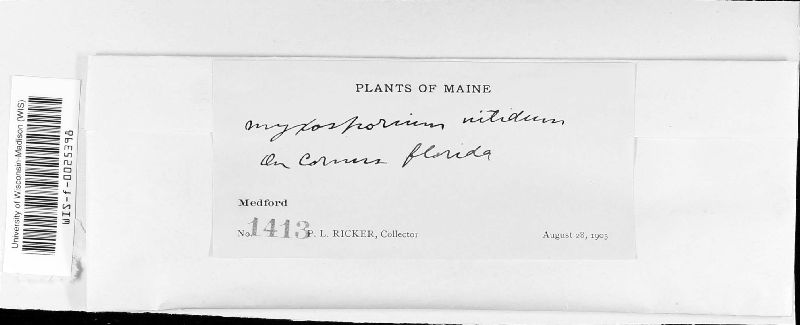 PLANTS OF MAINE
Myxosporium nitidum
On Cornus florida
Medford
No. 1413 P. L. RICKER, Collector
August 28, 1905
University of Wisconsin-Madison (WIS)
WIS-f-0025396